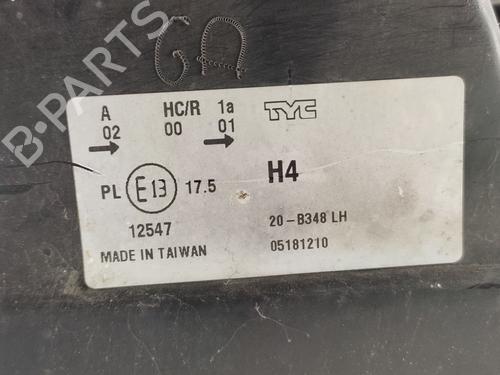 B-PARTS
60
A HC/R 1a TYC
02 00 01
PL E13 17.5 H4
12547 20-B348 LH
MADE IN TAIWAN 05181210